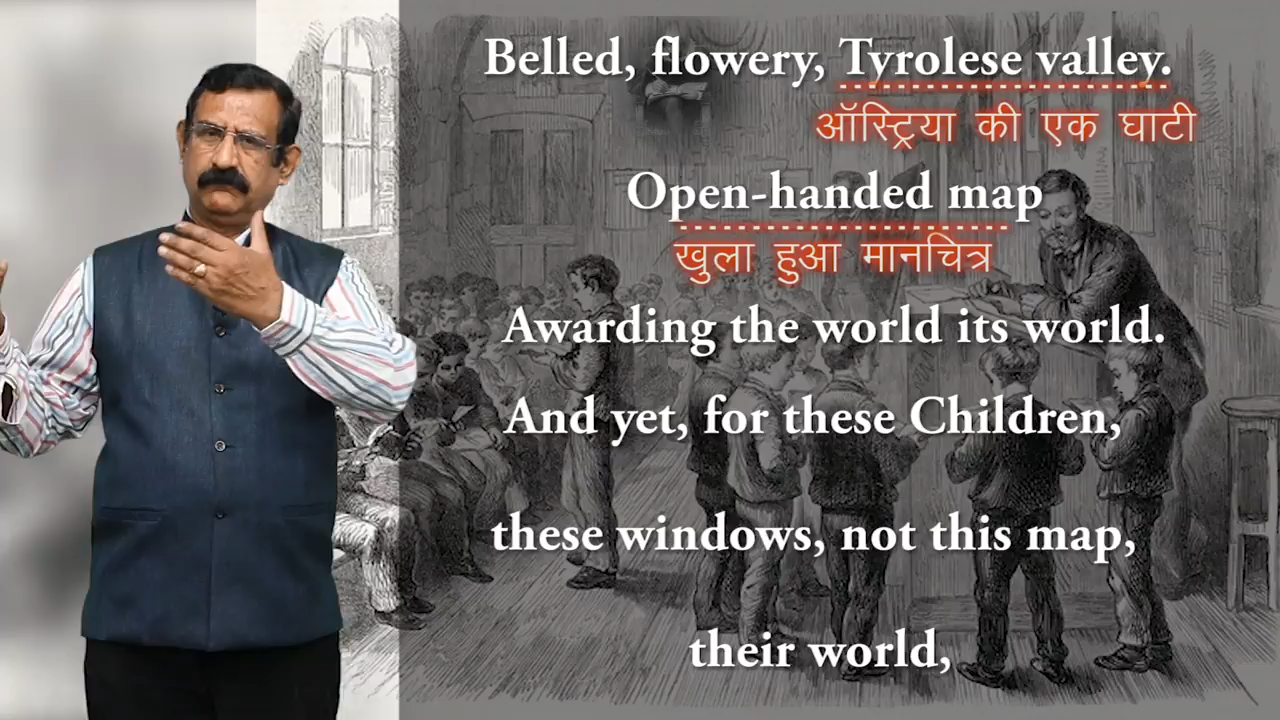 Belled, flowery, Tyrolese valley.
ऑस्ट्रिया की एक घाटी
Open-handed map
खुला हुआ मानचित्र
Awarding the world its world.
And yet, for these Children,
these windows, not this map,
their world,